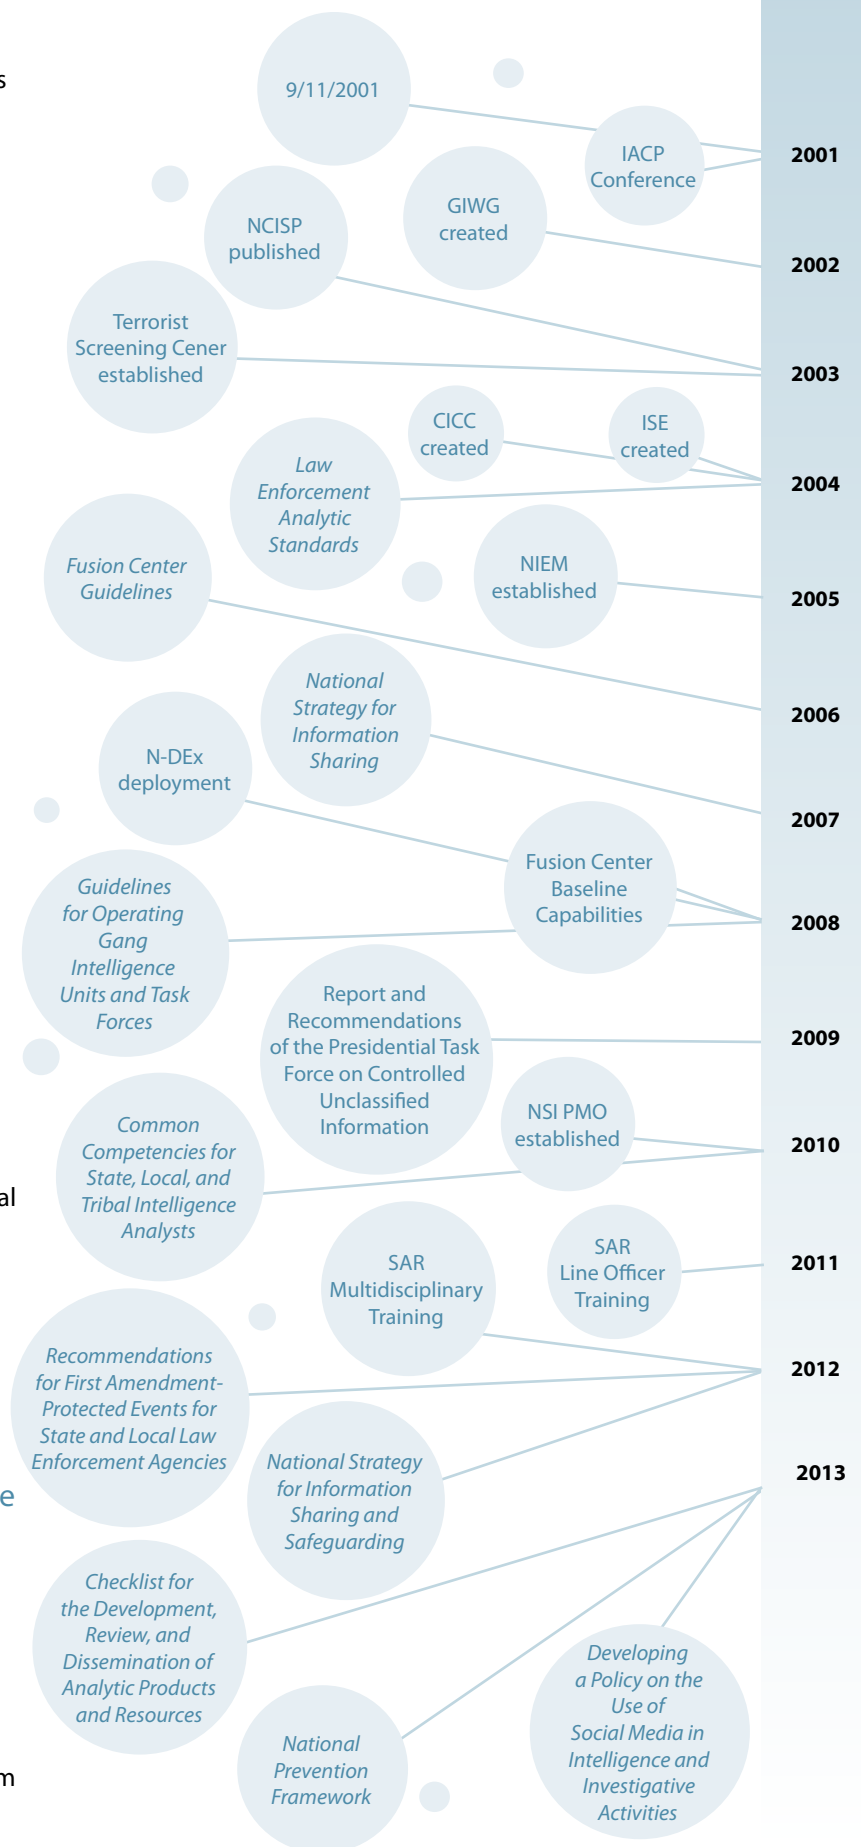 s
9/11/2001
IACP
Conference
2001
GIWG
created
2002
NCISP
published
Terrorist
Screening Cener
established
2003
CICC
created
ISE
created
Law
Enforcement
Analytic
Standards
2004
NIEM
established
2005
Fusion Center
Guidelines
2006
National
Strategy for
Information
Sharing
2007
N-DEx
deployment
Fusion Center
Baseline
Capabilities
Guidelines
for Operating
Gang
Intelligence
Units and Task
Forces
2008
Report and
Recommendations
of the Presidential Task
Force on Controlled
Unclassified
Information
2009
NSI PMO
established
Common
Competencies for
State, Local, and
Tribal Intelligence
Analysts
2010
al
SAR
Line Officer
Training
2011
SAR
Multidisciplinary
Training
Recommendations
for First Amendment-
Protected Events for
State and Local Law
Enforcement Agencies
National Strategy
for Information
Sharing and
Safeguarding
2012
e
2013
Checklist for
the Development,
Review, and
Dissemination of
Analytic Products
and Resources
National
Prevention
Framework
Developing
a Policy on the
Use of
Social Media in
Intelligence and
Investigative
Activities
m